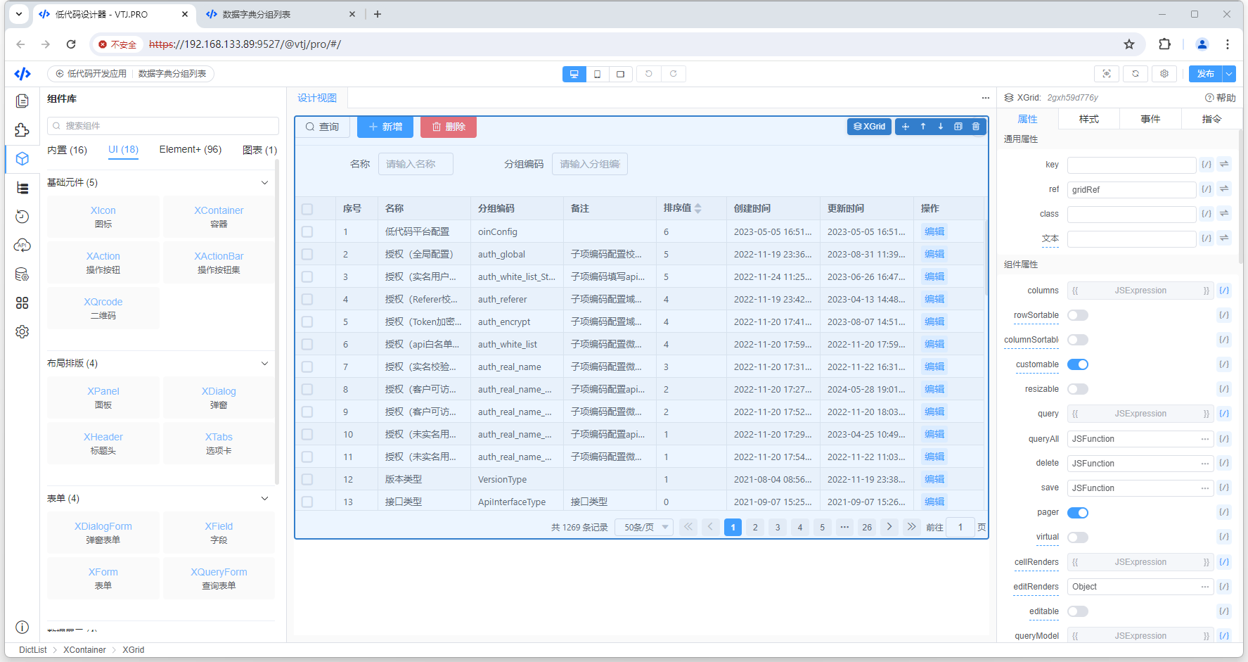 低代码设计器 - VTJ.PRO
数据字典分组列表
不安全 https://192.168.133.89:9527/@vtj/pro/#/
低代码开发应用 数据字典分组列表
发布
组件库
搜索组件
内置 (16) UI (18) Element+ (96) 图表 (1)
基础元件 (5)
XIcon XContainer
图标 容器
XAction XActionBar
操作按钮 操作按钮集
XQrcode
二维码
布局排版 (4)
XPanel XDialog
面板 弹窗
XHeader XTabs
标题头 选项卡
表单 (4)
XDialogForm XField
弹窗表单 字段
XForm XQueryForm
表单 查询表单
设计视图
查询 新增 删除 XGrid
名称 请输入名称 分组编码 请输入分组编码
序号 名称 分组编码 备注 排序值 创建时间 更新时间 操作
1 低代码平台配置 oinConfig 6 2023-05-05 16:51... 2023-05-05 16:51... 编辑
2 授权（全局配置） auth_global 子项编码配置校... 5 2022-11-19 23:36... 2023-08-31 11:39... 编辑
3 授权（实名用户... auth_white_list_St... 子项编码填写api... 5 2022-11-24 11:25... 2023-06-26 16:47... 编辑
4 授权（Referer校... auth_referer 子项编码配置域... 4 2022-11-19 23:42... 2023-04-13 14:48... 编辑
5 授权（Token加密... auth_encrypt 子项编码配置域... 4 2022-11-20 17:41... 2023-08-07 14:51... 编辑
6 授权（api白名单... auth_white_list 子项编码配置微... 4 2022-11-20 17:59... 2022-11-20 17:59... 编辑
7 授权（实名校验... auth_real_name 子项编码配置微... 3 2022-11-20 17:31... 2022-11-22 16:31... 编辑
8 授权（客户可访... auth_real_name_... 子项编码配置api... 2 2022-11-20 17:27... 2024-05-28 19:01... 编辑
9 授权（客户可访... auth_real_name_... 子项编码配置微... 2 2022-11-20 17:52... 2022-11-20 18:03... 编辑
10 授权（未实名用... auth_real_name_... 子项编码配置api... 1 2022-11-20 17:29... 2023-04-25 10:49... 编辑
11 授权（未实名用... auth_real_name_... 子项编码配置微... 1 2022-11-20 17:54... 2022-11-22 11:03... 编辑
12 版本类型 VersionType 1 2021-08-04 08:56... 2022-11-19 23:38... 编辑
13 接口类型 ApiInterfaceType 接口类型 0 2021-09-07 15:25... 2021-09-07 15:26... 编辑
共 1269 条记录 50条/页 1 2 3 4 5 ··· 26 前往 1 页
XGrid: 2gxh59d776y 帮助
属性 样式 事件 指令
通用属性
key
ref gridRef
class
文本
组件属性
columns {{ JSExpression }}
rowSortable
columnSortabl
customable
resizable
query {{ JSExpression }}
queryAll JSFunction
delete JSFunction
save JSFunction
pager
virtual
cellRenders {{ JSExpression }}
editRenders Object
editable
queryModel {{ JSExpression }}
DictList > XContainer > XGrid